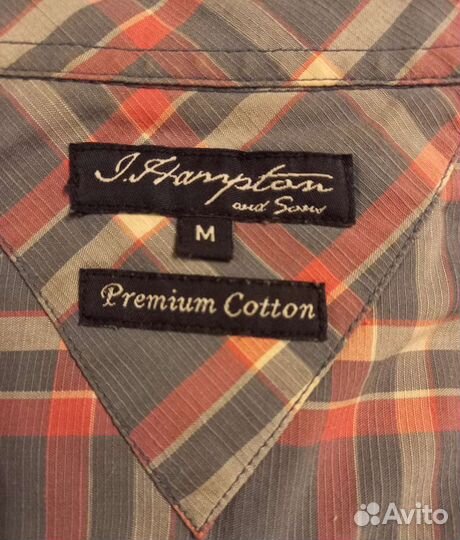 J. Hampton
and Sons
M
Premium Cotton
Avito